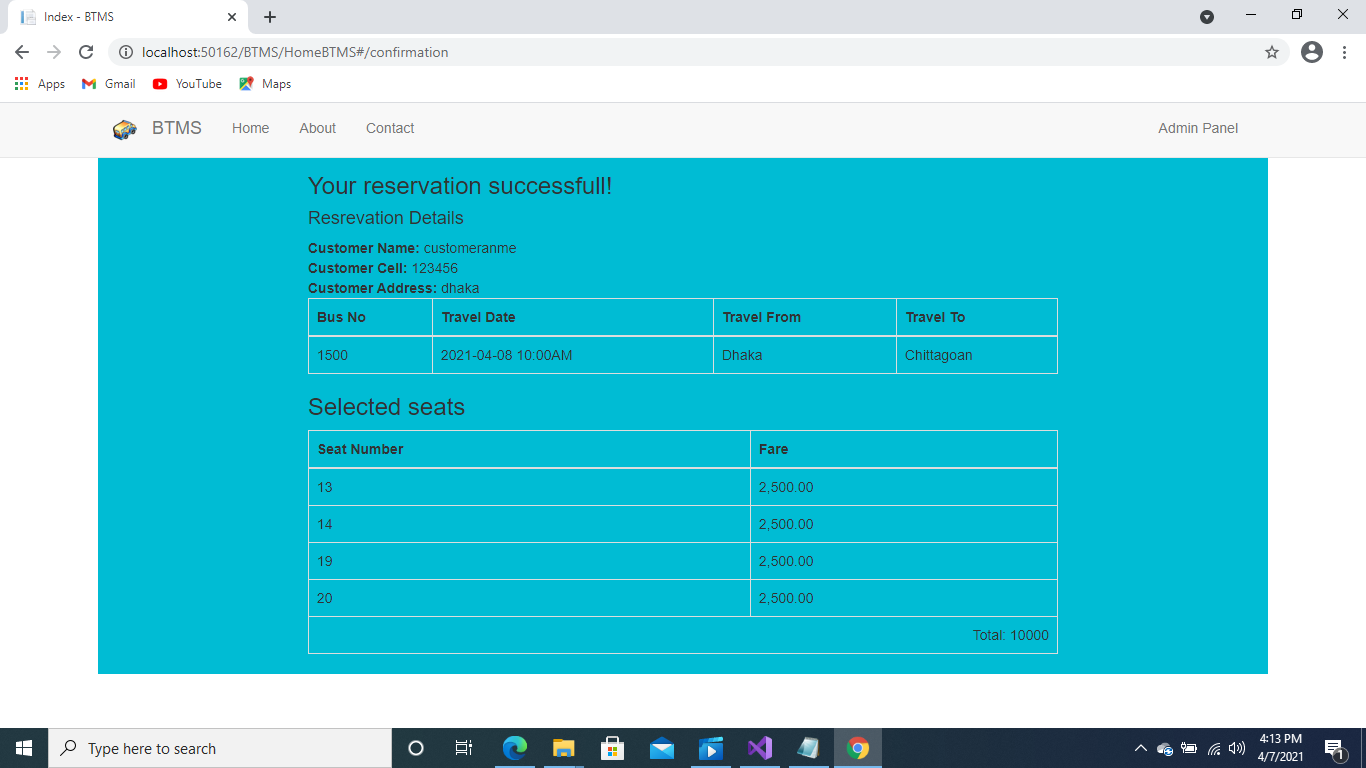 Index - BTMS
localhost:50162/BTMS/HomeBTMS#/confirmation
Apps Gmail YouTube Maps
BTMS Home About Contact Admin Panel
Your reservation successfull!
Resrevation Details
Customer Name: customeranme
Customer Cell: 123456
Customer Address: dhaka
Bus No Travel Date Travel From Travel To
1500 2021-04-08 10:00AM Dhaka Chittagoan
Selected seats
Seat Number Fare
13 2,500.00
14 2,500.00
19 2,500.00
20 2,500.00
Total: 10000
Type here to search
4:13 PM
4/7/2021
1